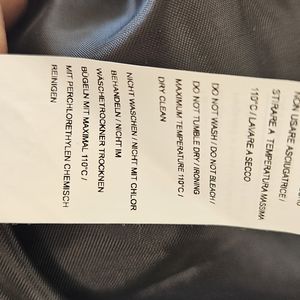 NON USARE ASCIUGATRICE /
STIRARE A TEMPERATURA MASSIMA
110°C / LAVARE A SECCO
DO NOT WASH / DO NOT BLEACH /
DO NOT TUMBLE DRY / IRONING
MAXIMUM TEMPERATURE 110°C /
DRY CLEAN
NICHT WASCHEN / NICHT MIT CHLOR
BEHANDELN / NICHT IM
WÄSCHETROCKNER TROCKNEN
BÜGELN MIT MAXIMAL 110°C /
MIT PERCHLORETHYLEN CHEMISCH
REINIGEN